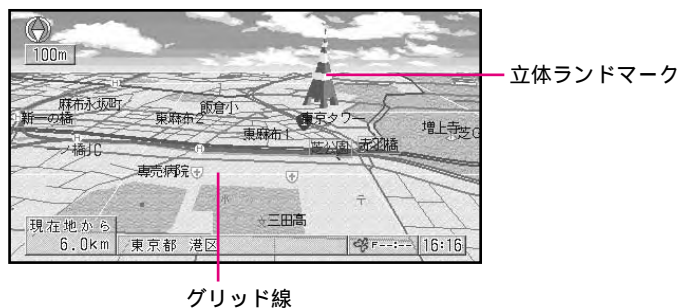 100m
立体ランドマーク
麻布永坂町
飯倉小
新一の橋
東麻布2
東京タワー
東麻布1
増上寺
芝G
一ノ橋JC
芝公園
赤羽橋
専売病院
三田高
現在地から
6.0km
東京都 港区
F--:--
16:16
グリッド線